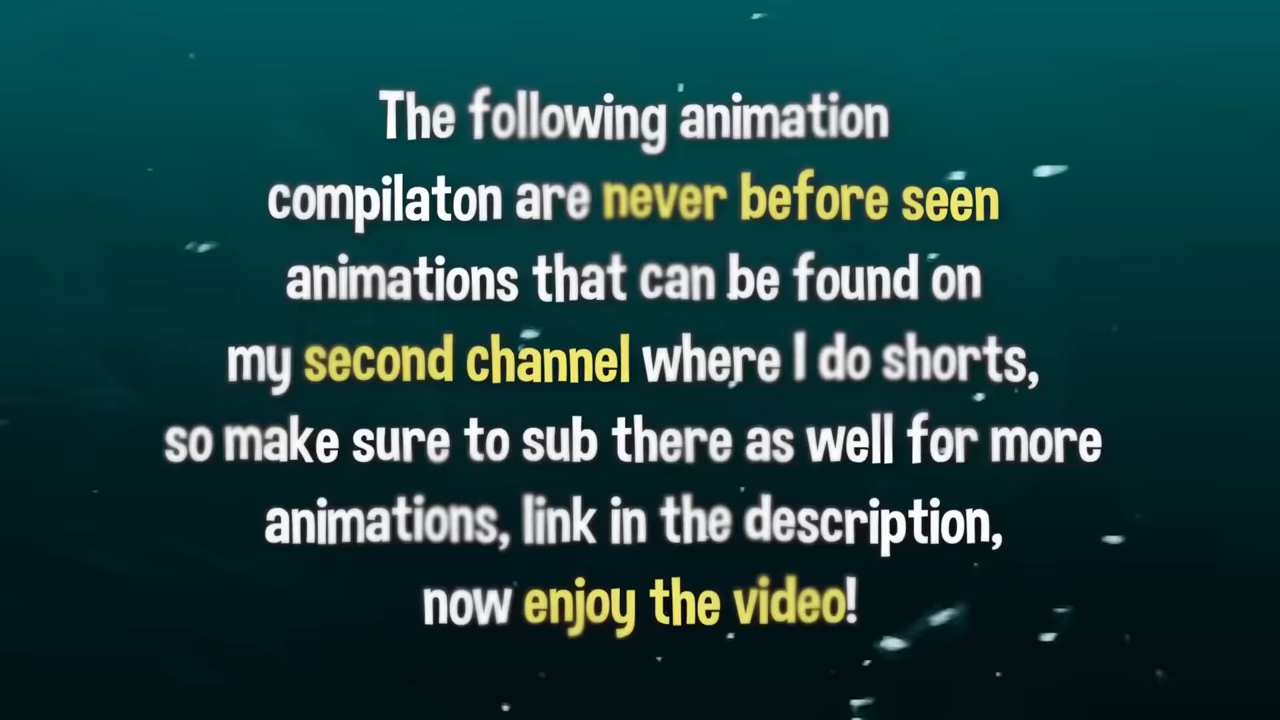 The following animation
compilaton are never before seen
animations that can be found on
my second channel where I do shorts,
so make sure to sub there as well for more
animations, link in the description,
now enjoy the video!